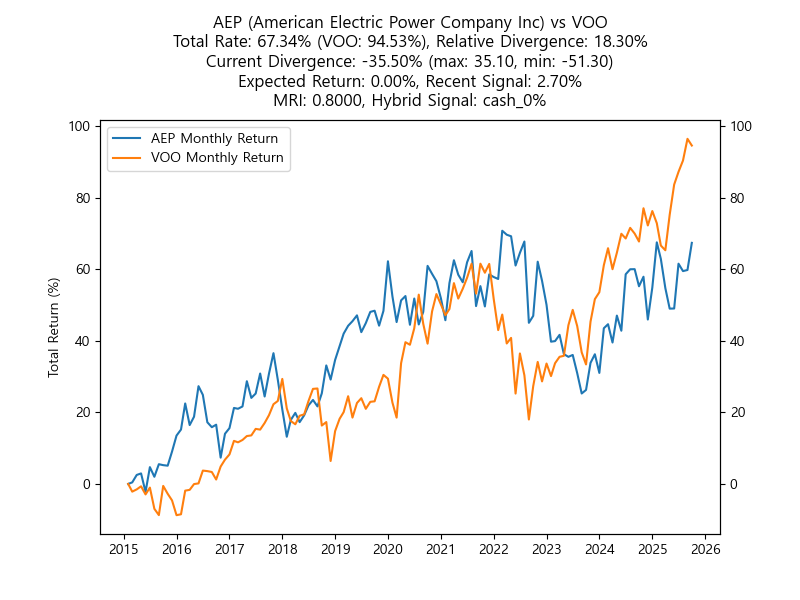 AEP (American Electric Power Company Inc) vs VOO
Total Rate: 67.34% (VOO: 94.53%), Relative Divergence: 18.30%
Current Divergence: -35.50% (max: 35.10, min: -51.30)
Expected Return: 0.00%, Recent Signal: 2.70%
MRI: 0.8000, Hybrid Signal: cash_0%
AEP Monthly Return
VOO Monthly Return
Total Return (%)
100
80
60
40
20
0
100
80
60
40
20
0
2015 2016 2017 2018 2019 2020 2021 2022 2023 2024 2025 2026